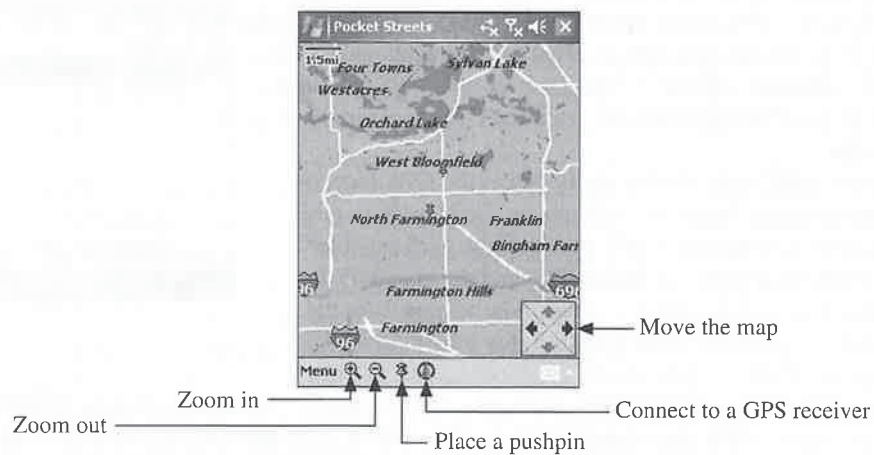 Pocket Streets
1.5mi
Four Towns
Sylvan Lake
Westacres
Orchard Lake
West Bloomfield
North Farmington
Franklin
Bingham Farr
96
Farmington Hills
696
Farmington
96
Move the map
Menu
Zoom in
Connect to a GPS receiver
Zoom out
Place a pushpin